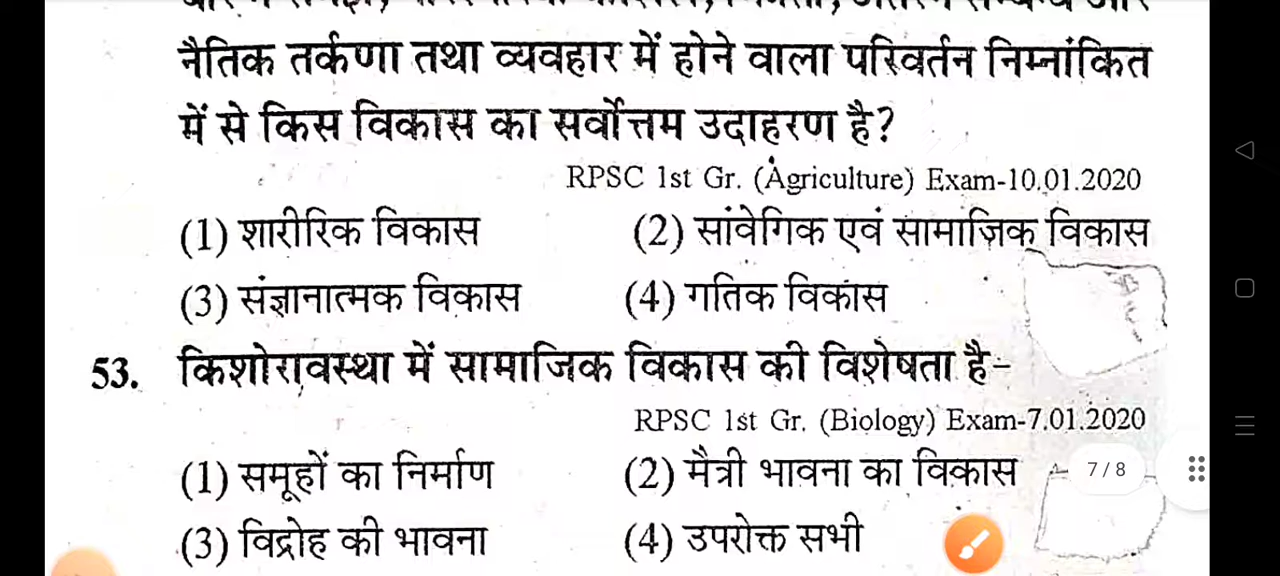 नैतिक तर्कणा तथा व्यवहार में होने वाला परिवर्तन निम्नांकित
में से किस विकास का सर्वोत्तम उदाहरण है?
RPSC 1st Gr. (Agriculture) Exam-10.01.2020
(1) शारीरिक विकास (2) सांवेगिक एवं सामाजिक विकास
(3) संज्ञानात्मक विकास (4) गतिक विकास
53. किशोरावस्था में सामाजिक विकास की विशेषता है-
RPSC 1st Gr. (Biology) Exam-7.01.2020
(1) समूहों का निर्माण (2) मैत्री भावना का विकास
7/8
(3) विद्रोह की भावना (4) उपरोक्त सभी